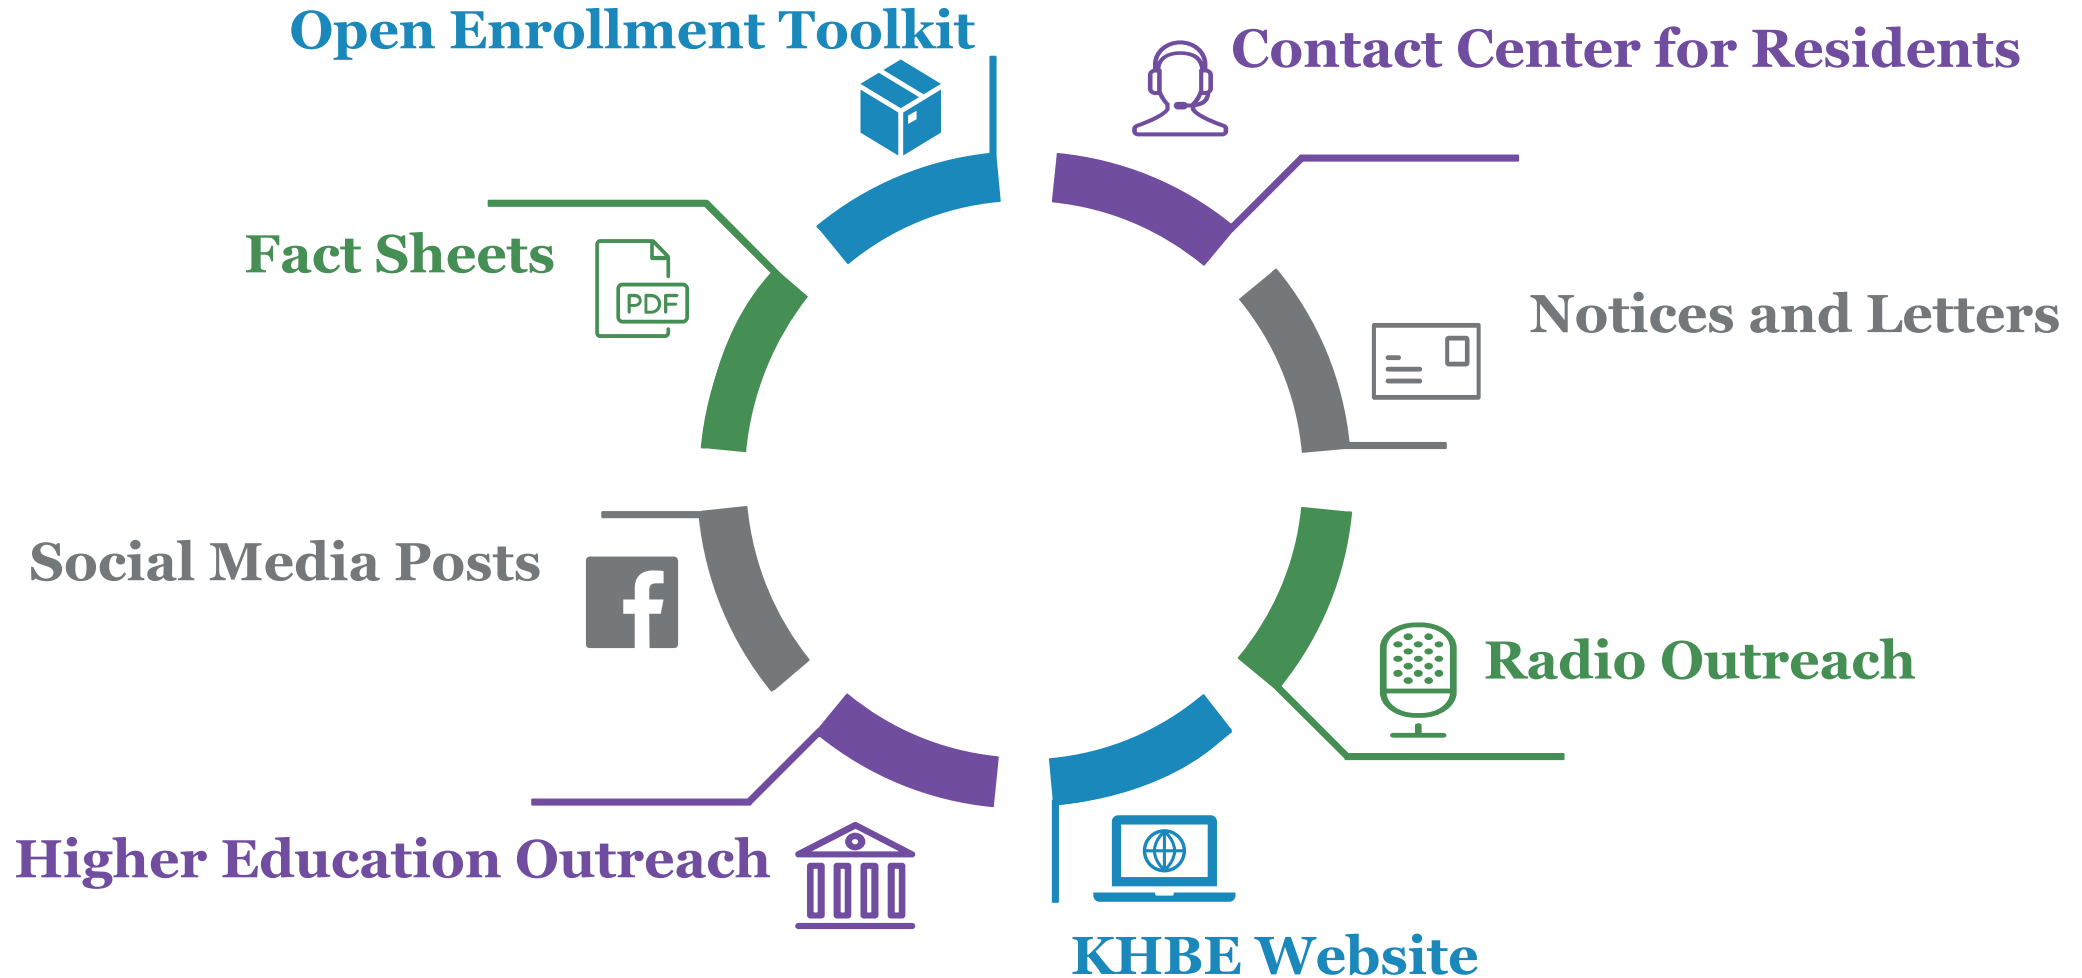 Open Enrollment Toolkit
Contact Center for Residents
Fact Sheets
PDF
Notices and Letters
Social Media Posts
Radio Outreach
Higher Education Outreach
KHBE Website